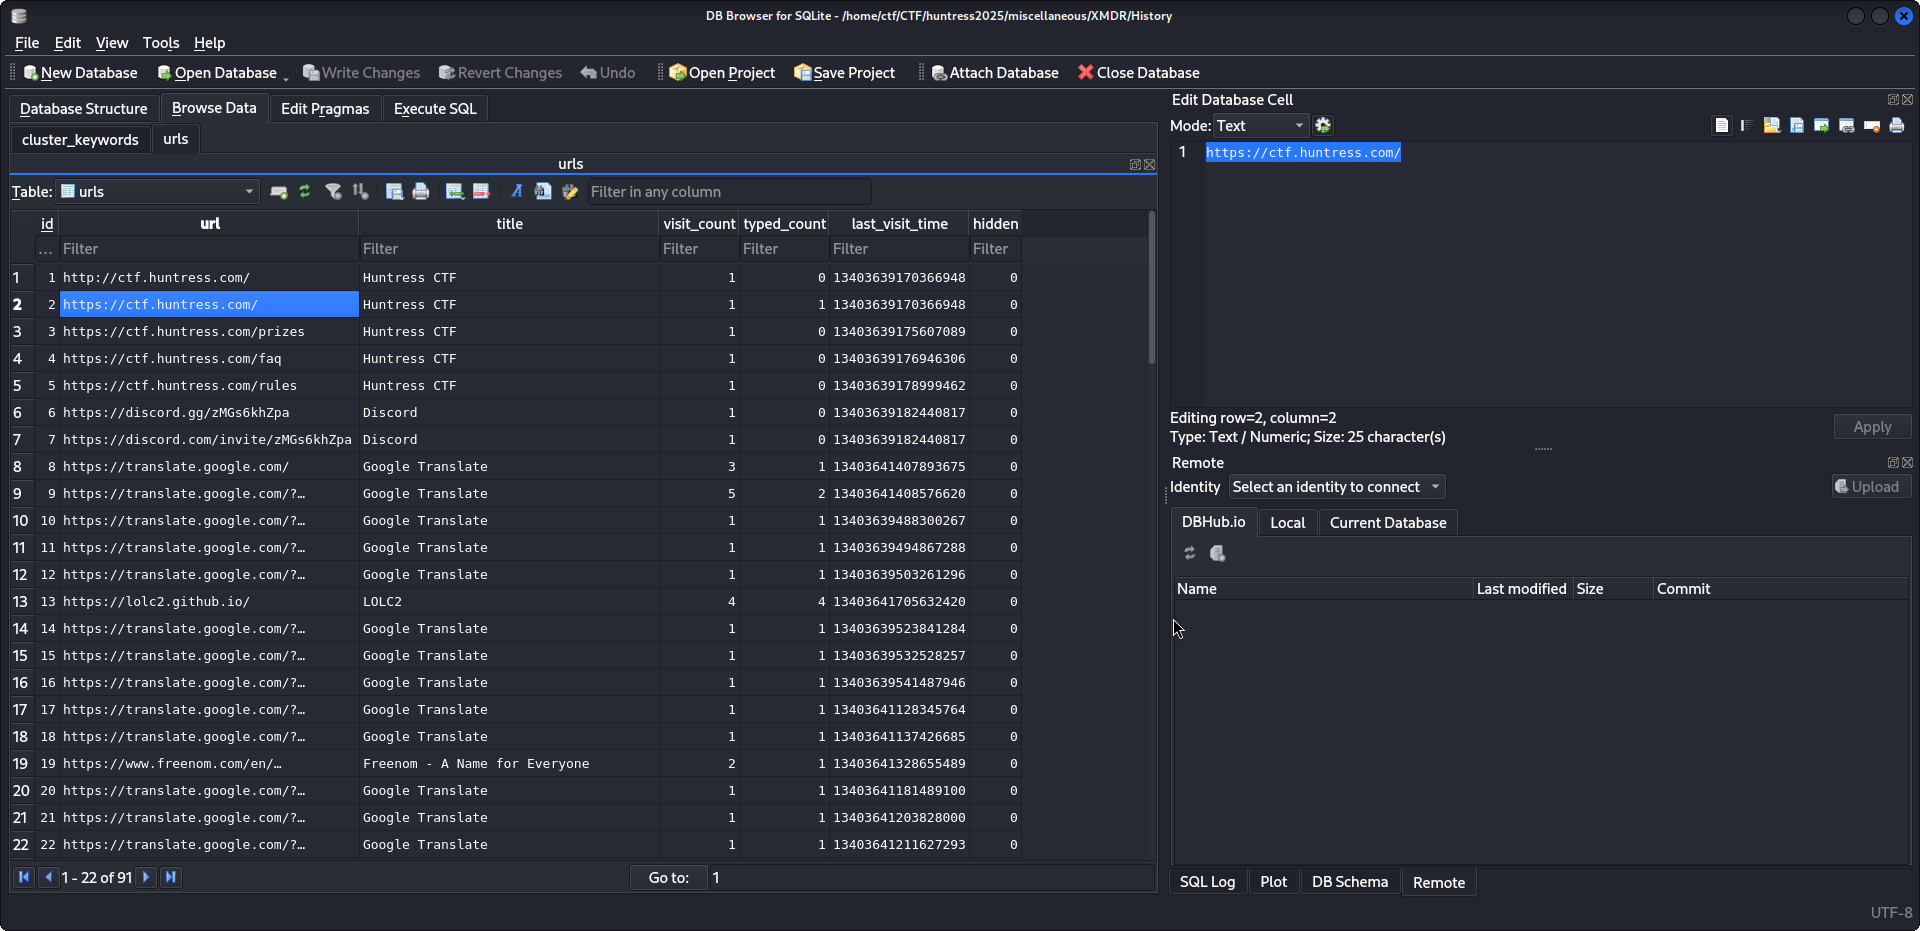 DB Browser for SQLite - /home/ctf/CTF/huntress2025/miscellaneous/XMDR/History
File Edit View Tools Help
New Database Open Database Write Changes Revert Changes Undo Open Project Save Project Attach Database Close Database
Database Structure Browse Data Edit Pragmas Execute SQL
cluster_keywords urls
urls
Table: urls Filter in any column
id url title visit_count typed_count last_visit_time hidden
... Filter Filter Filter Filter Filter Filter
1 1 http://ctf.huntress.com/ Huntress CTF 1 0 13403639170366948 0
2 2 https://ctf.huntress.com/ Huntress CTF 1 1 13403639170366948 0
3 3 https://ctf.huntress.com/prizes Huntress CTF 1 0 13403639175607089 0
4 4 https://ctf.huntress.com/faq Huntress CTF 1 0 13403639176946306 0
5 5 https://ctf.huntress.com/rules Huntress CTF 1 0 13403639178999462 0
6 6 https://discord.gg/zMGs6khZpa Discord 1 0 13403639182440817 0
7 7 https://discord.com/invite/zMGs6khZpa Discord 1 0 13403639182440817 0
8 8 https://translate.google.com/ Google Translate 3 1 13403641407893675 0
9 9 https://translate.google.com/?… Google Translate 5 2 13403641408576620 0
10 10 https://translate.google.com/?… Google Translate 1 1 13403639488300267 0
11 11 https://translate.google.com/?… Google Translate 1 1 13403639494867288 0
12 12 https://translate.google.com/?… Google Translate 1 1 13403639503261296 0
13 13 https://lolc2.github.io/ LOLC2 4 4 13403641705632420 0
14 14 https://translate.google.com/?… Google Translate 1 1 13403639523841284 0
15 15 https://translate.google.com/?… Google Translate 1 1 13403639532528257 0
16 16 https://translate.google.com/?… Google Translate 1 1 13403639541487946 0
17 17 https://translate.google.com/?… Google Translate 1 1 13403641128345764 0
18 18 https://translate.google.com/?… Google Translate 1 1 13403641137426685 0
19 19 https://www.freenom.com/en/… Freenom - A Name for Everyone 2 1 13403641328655489 0
20 20 https://translate.google.com/?… Google Translate 1 1 13403641181489100 0
21 21 https://translate.google.com/?… Google Translate 1 1 13403641203828000 0
22 22 https://translate.google.com/?… Google Translate 1 1 13403641211627293 0
1 - 22 of 91 Go to: 1
Edit Database Cell
Mode: Text
1 https://ctf.huntress.com/
Editing row=2, column=2
Type: Text / Numeric; Size: 25 character(s)
Apply
Remote
Identity Select an identity to connect Upload
DBHub.io Local Current Database
Name Last modified Size Commit
SQL Log Plot DB Schema Remote
UTF-8